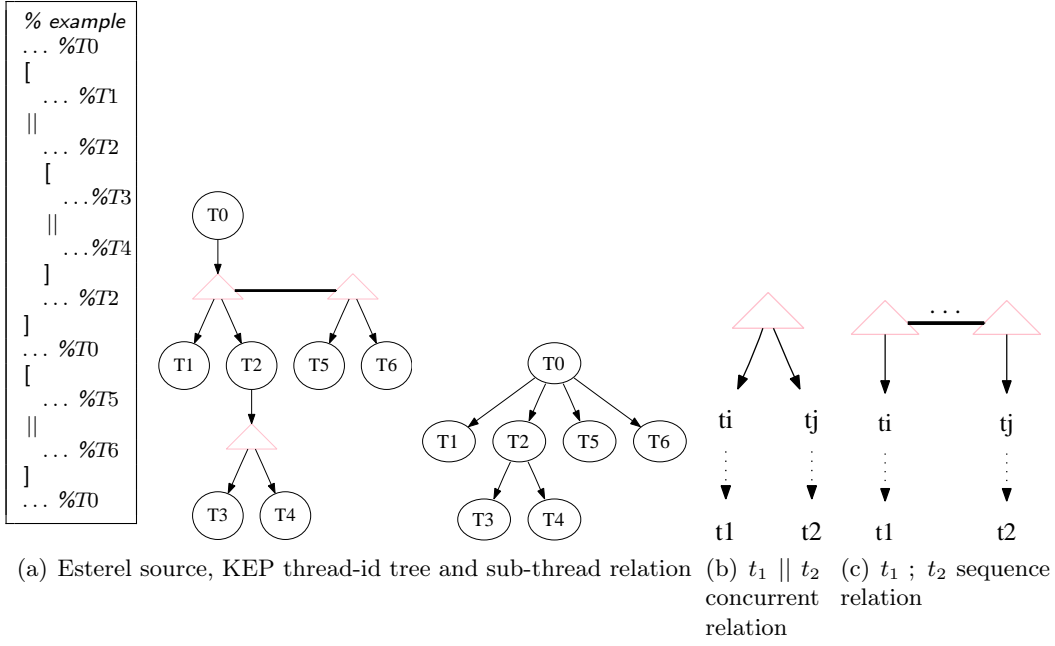 % example
... %T0
[
... %T1
||
... %T2
[
...%T3
||
...%T4
]
... %T2
]
... %T0
[
... %T5
||
... %T6
]
... %T0
T0
T1 T2 T5 T6
T3 T4
T0
T1 T2 T5 T6
T3 T4
ti tj
t1 t2
...
ti tj
t1 t2
(a) Esterel source, KEP thread-id tree and sub-thread relation
(b) t1 || t2
concurrent
relation
(c) t1 ; t2 sequence
relation